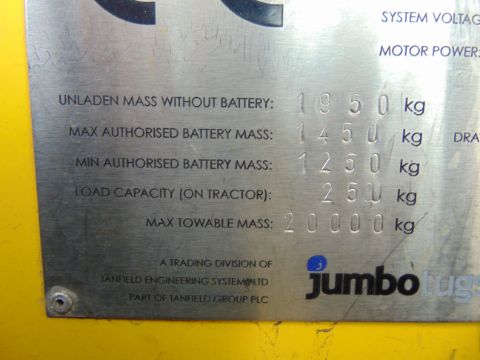 SYSTEM VOLTAG
MOTOR POWER:
UNLADEN MASS WITHOUT BATTERY: 1950 kg
MAX AUTHORISED BATTERY MASS: 1450 kg
DRA
MIN AUTHORISED BATTERY MASS: 1250 kg
LOAD CAPACITY (ON TRACTOR): 250 kg
MAX TOWABLE MASS: 20000 kg
A TRADING DIVISION OF
TANFIELD ENGINEERING SYSTEMS LTD
PART OF TANFIELD GROUP PLC
jumbotugs